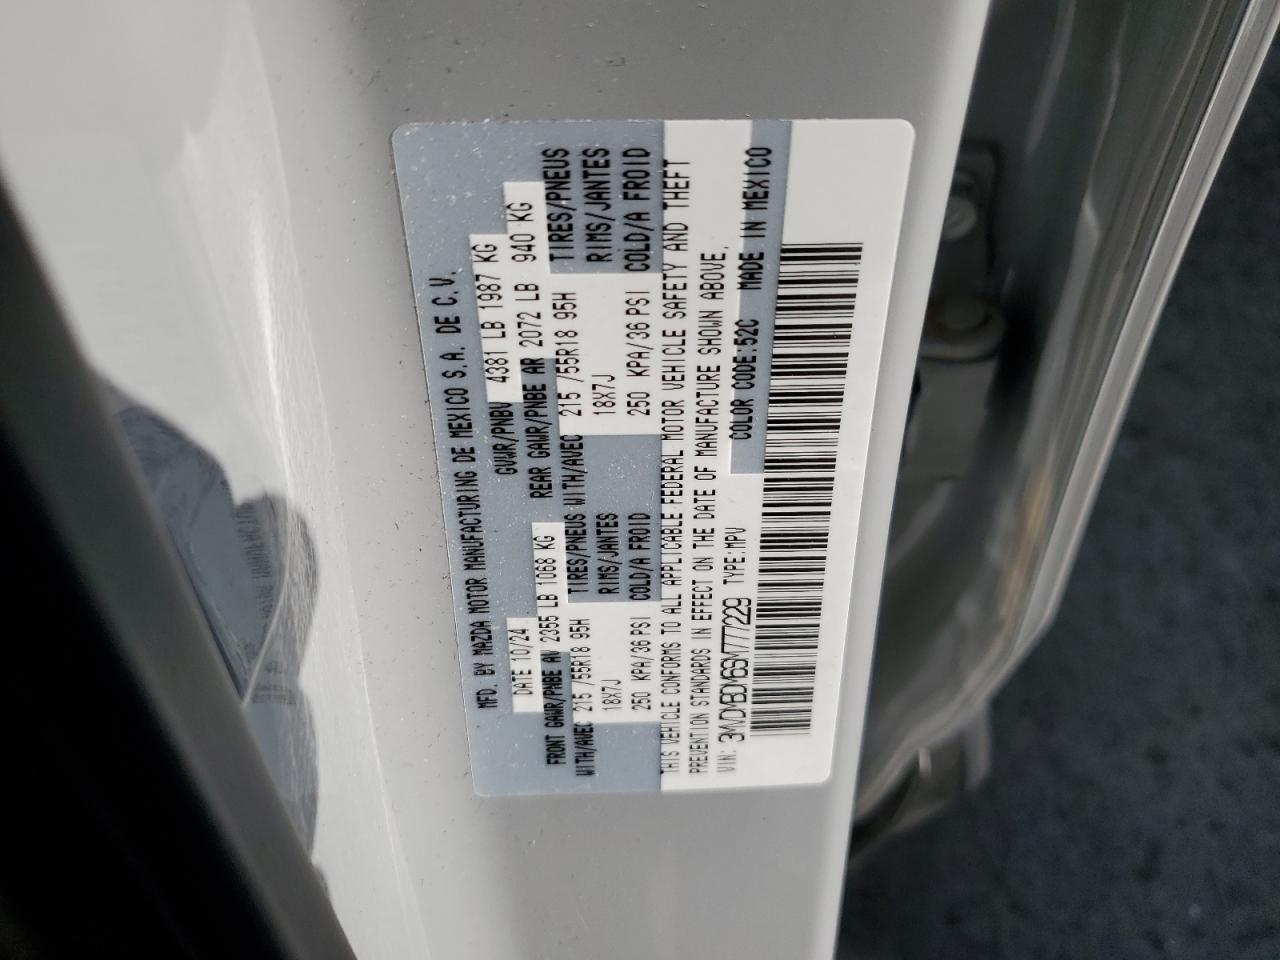 MFD. BY MAZDA MOTOR MANUFACTURING DE MEXICO S.A. DE C.V.
DATE 10/24 GVWR/PNBV 4381 LB 1987 KG
FRONT GAWR/PNBE AV 2355 LB 1068 KG REAR GAWR/PNBE AR 2072 LB 940 KG
WITH/AVEC 215 /55R18 95H TIRES/PNEUS WITH/AVEC 215 /55R18 95H TIRES/PNEUS
18X7J RIMS/JANTES 18X7J RIMS/JANTES
250 KPA/36 PSI COLD/A FROID 250 KPA/36 PSI COLD/A FROID
THIS VEHICLE CONFORMS TO ALL APPLICABLE FEDERAL MOTOR VEHICLE SAFETY AND THEFT
PREVENTION STANDARDS IN EFFECT ON THE DATE OF MANUFACTURE SHOWN ABOVE.
VIN: 3MVDMBDM6SM777229 TYPE:MPV COLOR CODE:52C MADE IN MEXICO